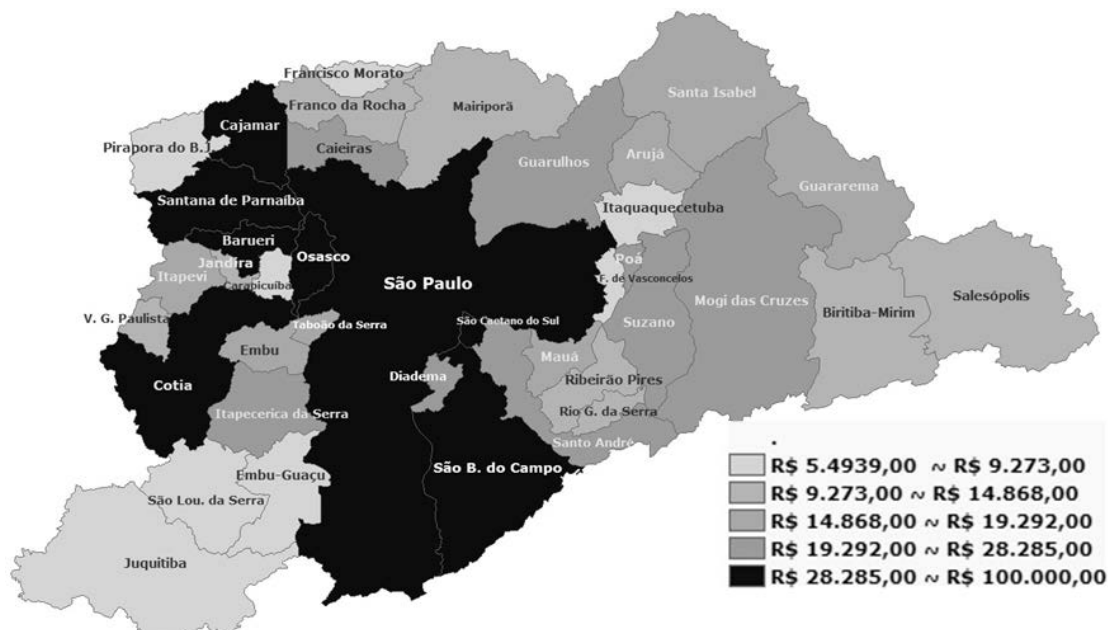 Francisco Morato
Franco da Rocha
Mairiporã
Santa Isabel
Cajamar
Pirapora do B.J
Caieiras
Guarulhos
Arujá
Guararema
Santana de Parnaíba
Itaquaquecetuba
Barueri
Osasco
Jandira
Itapevi
Carapicuíba
São Paulo
Poá
F. de Vasconcelos
Mogi das Cruzes
Salesópolis
Biritiba-Mirim
V. G. Paulista
Taboão da Serra
São Caetano do Sul
Suzano
Embu
Mauá
Cotia
Diadema
Ribeirão Pires
Itapecerica da Serra
Rio G. da Serra
Santo André
São B. do Campo
Embu-Guaçu
São Lou. da Serra
Juquitiba
.
R$ 5.4939,00 ~ R$ 9.273,00
R$ 9.273,00 ~ R$ 14.868,00
R$ 14.868,00 ~ R$ 19.292,00
R$ 19.292,00 ~ R$ 28.285,00
R$ 28.285,00 ~ R$ 100.000,00